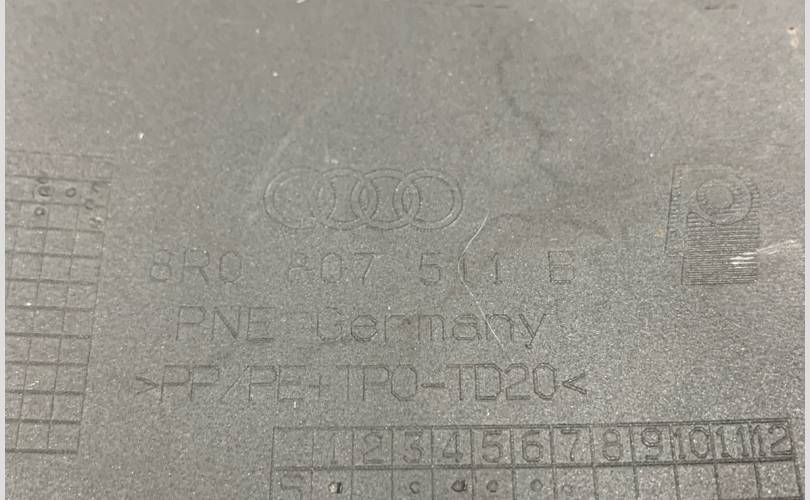 8R0 807 511 B
PNE Germany
>PP/PE+TPO-TD20<
1 2 3 4 5 6 7 8 9 10 11 12
S